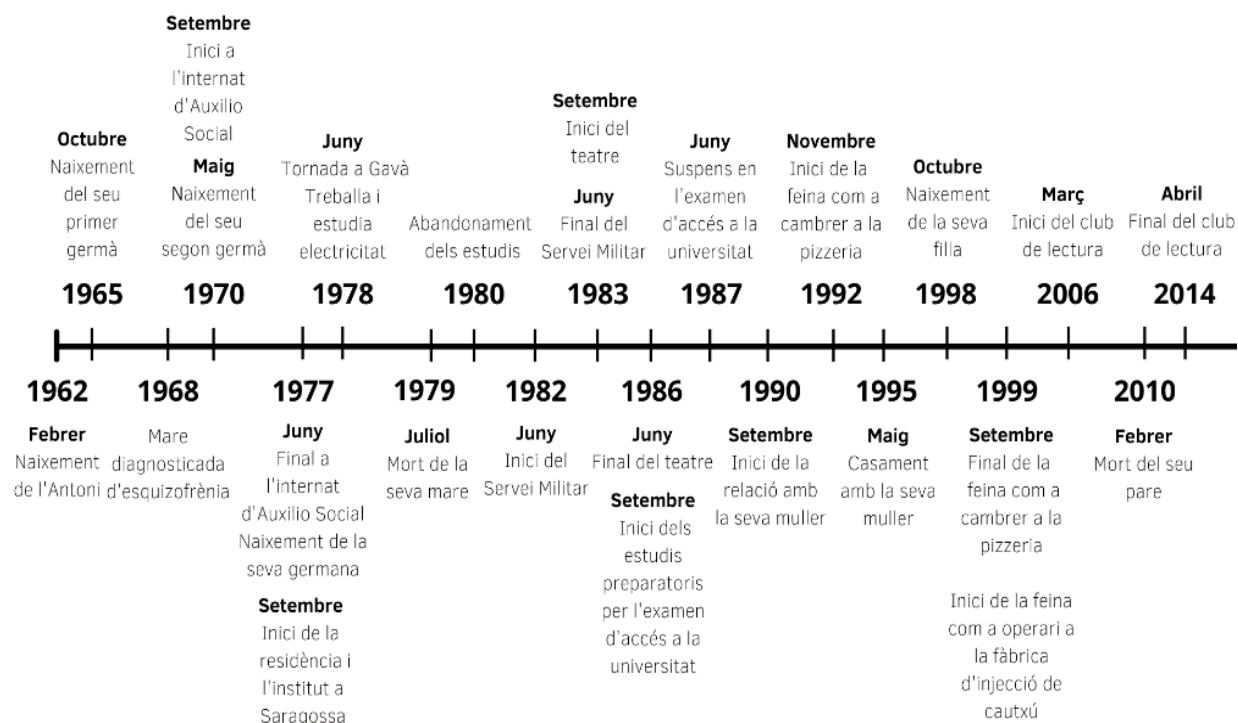 Octubre
Naixement
del seu
primer
germà
1965
Setembre
Inici a
l'internat
d'Auxilio
Social
Maig
Naixement
del seu
segon germà
1970
Juny
Tornada a Gavà
Treballa i
estudia
electricitat
1978
Abandonament
dels estudis
1980
Setembre
Inici del
teatre
Juny
Final del
Servei Militar
1983
Juny
Suspens en
l'examen
d'accés a la
universitat
1987
Novembre
Inici de la
feina com a
cambrer a la
pizzeria
1992
Octubre
Naixement
de la seva
filla
1998
Març
Inici del club
de lectura
2006
Abril
Final del club
de lectura
2014
1962
Febrer
Naixement
de l'Antoni
1968
Mare
diagnosticada
d'esquizofrènia
1977
Juny
Final a
l'internat
d'Auxilio Social
Naixement de la
seva germana
Setembre
Inici de la
residència i
l'institut a
Saragossa
1979
Juliol
Mort de la
seva mare
1982
Juny
Inici del
Servei Militar
1986
Juny
Final del teatre
Setembre
Inici dels
estudis
preparatoris
per l'examen
d'accés a la
universitat
1990
Setembre
Inici de la
relació amb
la seva muller
1995
Maig
Casament
amb la seva
muller
1999
Setembre
Final de la
feina com a
cambrer a la
pizzeria
Inici de la feina
com a operari a
la fàbrica
d'injecció de
cautxú
2010
Febrer
Mort del seu
pare